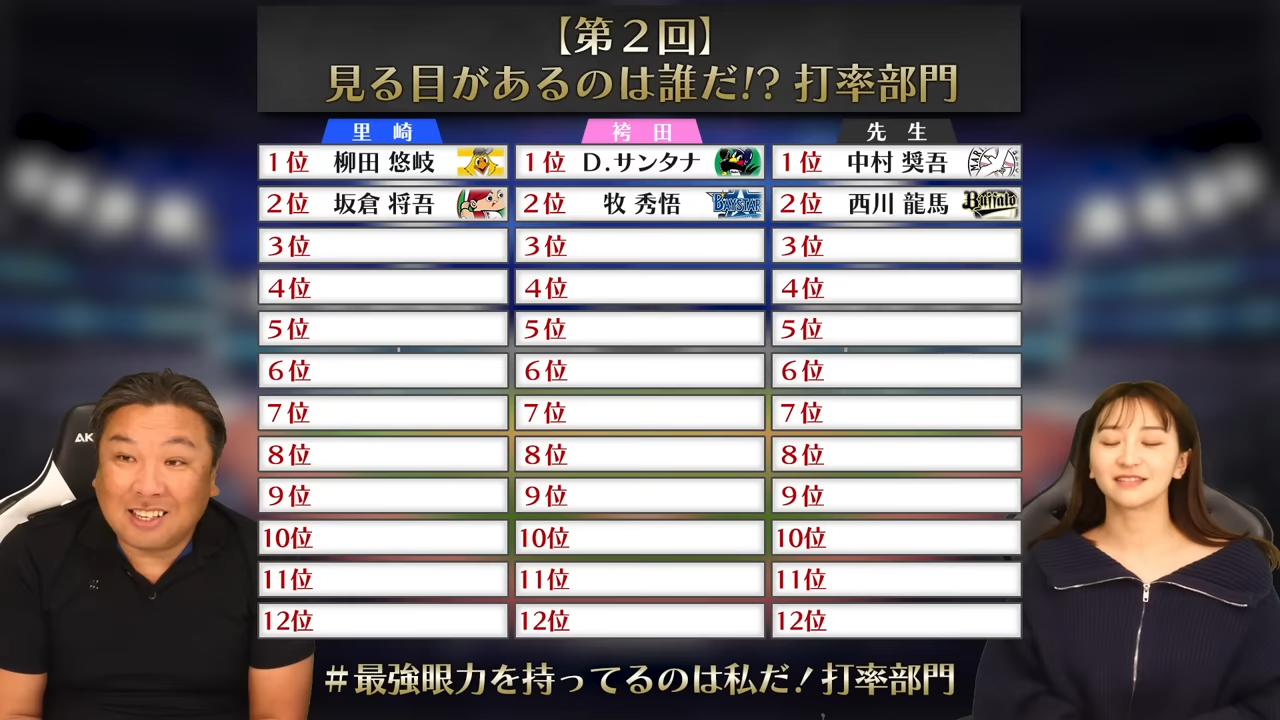 【第２回】
見る目があるのは誰だ!? 打率部門
里崎 袴田 先生
1位 柳田 悠岐 1位 D.サンタナ 1位 中村 奨吾
2位 坂倉 将吾 2位 牧 秀悟 BAYSTARS 2位 西川 龍馬 Buffalo
3位 3位 3位
4位 4位 4位
5位 5位 5位
6位 6位 6位
7位 7位 7位
8位 8位 8位
9位 9位 9位
10位 10位 10位
11位 11位 11位
12位 12位 12位
AK
＃最強眼力を持ってるのは私だ！打率部門